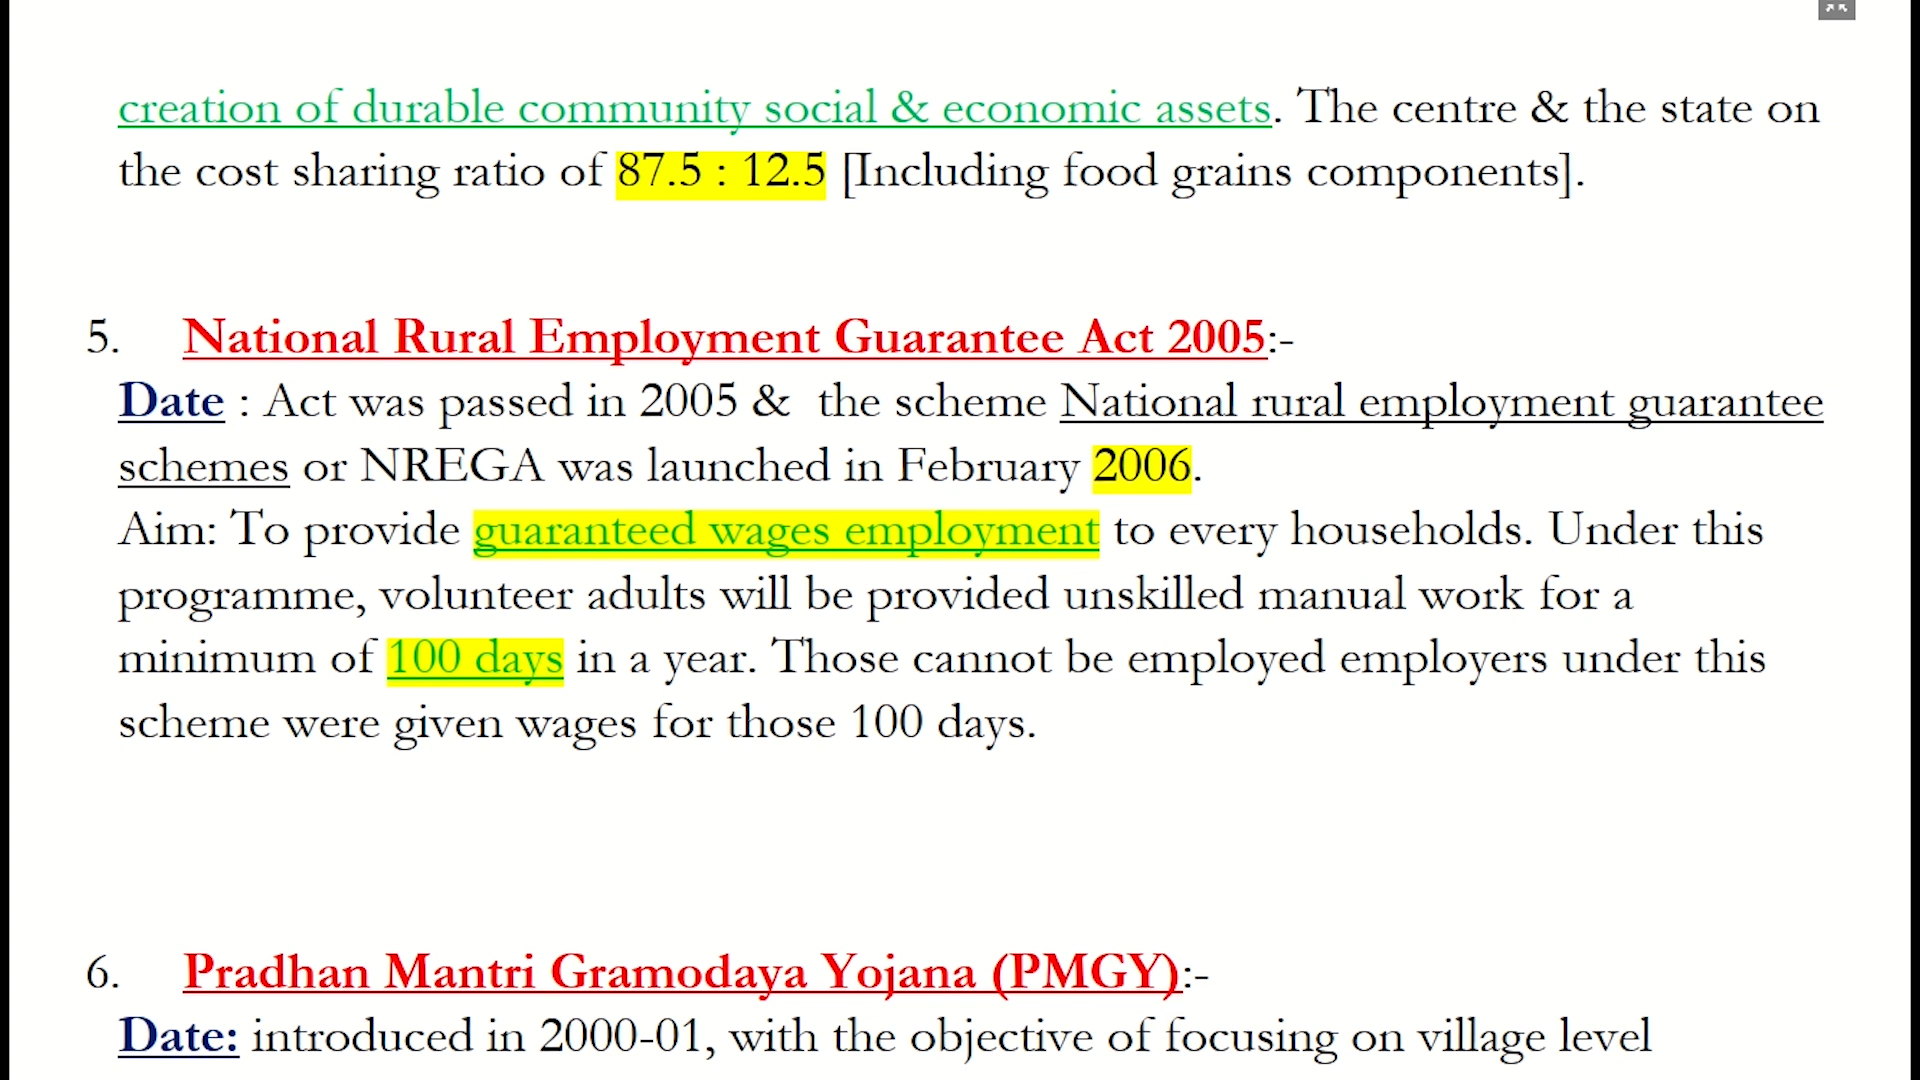 creation of durable community social & economic assets. The centre & the state on
the cost sharing ratio of 87.5 : 12.5 [Including food grains components].
5. National Rural Employment Guarantee Act 2005:-
Date : Act was passed in 2005 & the scheme National rural employment guarantee
schemes or NREGA was launched in February 2006.
Aim: To provide guaranteed wages employment to every households. Under this
programme, volunteer adults will be provided unskilled manual work for a
minimum of 100 days in a year. Those cannot be employed employers under this
scheme were given wages for those 100 days.
6. Pradhan Mantri Gramodaya Yojana (PMGY):-
Date: introduced in 2000-01, with the objective of focusing on village level